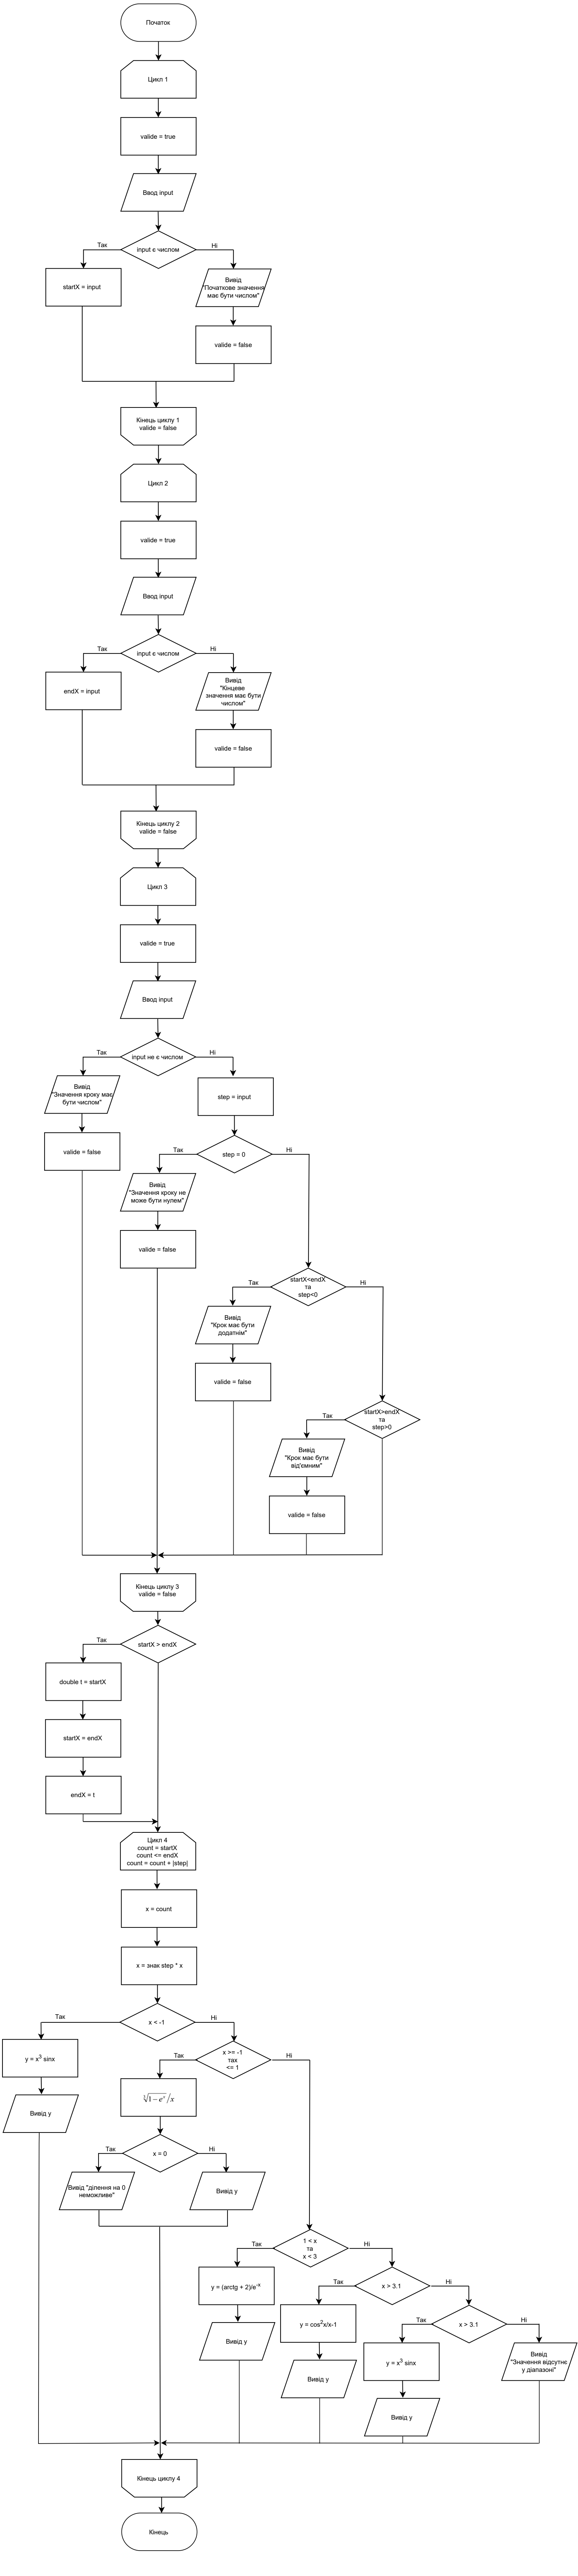 Початок
Цикл 1
valide = true
Ввод input
input є числом
Так
Ні
startX = input
Вивід
"Початкове значення
має бути числом"
valide = false
Кінець циклу 1
valide = false
Цикл 2
valide = true
Ввод input
input є числом
Так
Ні
endX = input
Вивід
"Кінцеве
значення має бути
числом"
valide = false
Кінець циклу 2
valide = false
Цикл 3
valide = true
Ввод input
input не є числом
Так
Ні
Вивід
"Значення кроку має
бути числом"
step = input
valide = false
step = 0
Так
Ні
Вивід
"Значення кроку не
може бути нулем"
valide = false
startX<endX
та
step<0
Так
Ні
Вивід
"Крок має бути
додатнім"
valide = false
startX>endX
та
step>0
Так
Вивід
"Крок має бути
від'ємним"
valide = false
Кінець циклу 3
valide = false
startX > endX
Так
double t = startX
startX = endX
endX = t
Цикл 4
count = startX
count <= endX
count = count + |step|
x = count
x = знак step * x
x < -1
Так
Ні
y = x³ sinx
Вивід y
x >= -1
тах
<= 1
Так
Ні
∛(1 − eˣ)/x
x = 0
Так
Ні
Вивід "ділення на 0
неможливе"
Вивід y
1 < x
та
x < 3
Так
Ні
y = (arctg + 2)/e⁻ˣ
Вивід y
x > 3.1
Так
Ні
y = cos²x/x-1
Вивід y
x > 3.1
Так
Ні
y = x³ sinx
Вивід y
Вивід
"Значення відсутнє
у діапазоні"
Кінець циклу 4
Кінець